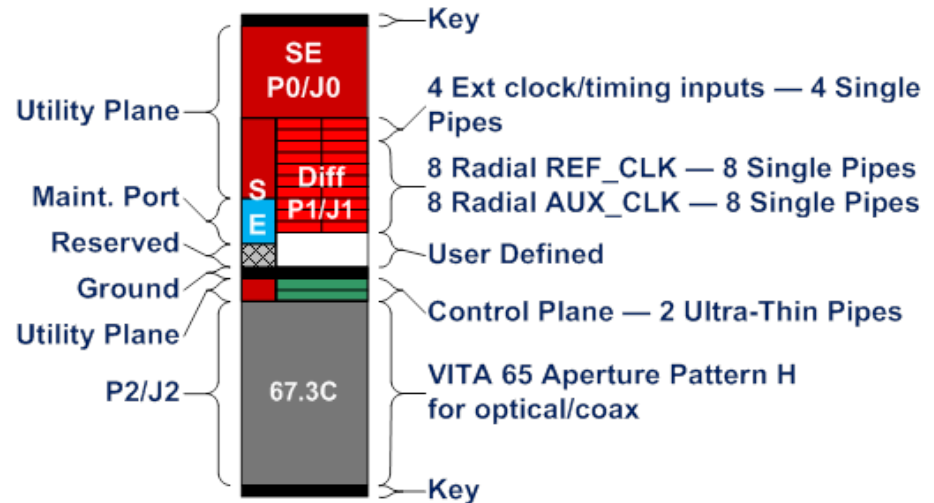 Key
SE
P0/J0
Utility Plane
4 Ext clock/timing inputs — 4 Single
Pipes
Diff
P1/J1
S
E
8 Radial REF_CLK — 8 Single Pipes
8 Radial AUX_CLK — 8 Single Pipes
Maint. Port
Reserved
User Defined
Ground
Control Plane — 2 Ultra-Thin Pipes
Utility Plane
P2/J2
67.3C
VITA 65 Aperture Pattern H
for optical/coax
Key